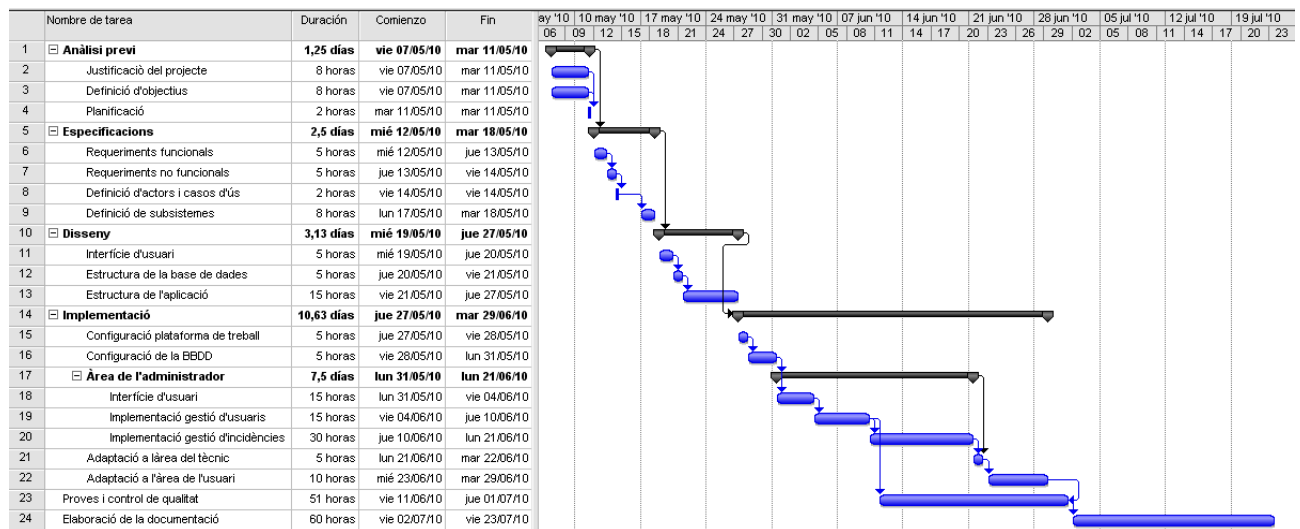 Nombre de tarea Duración Comienzo Fin ay '10 10 may '10 17 may '10 24 may '10 31 may '10 07 jun '10 14 jun '10 21 jun '10 28 jun '10 05 jul '10 12 jul '10 19 jul '10
06 09 12 15 18 21 24 27 30 02 05 08 11 14 17 20 23 26 29 02 05 08 11 14 17 20 23
1 Anàlisi previ 1,25 días vie 07/05/10 mar 11/05/10
2 Justificació del projecte 8 horas vie 07/05/10 mar 11/05/10
3 Definició d'objectius 8 horas vie 07/05/10 mar 11/05/10
4 Planificació 2 horas mar 11/05/10 mar 11/05/10
5 Especificacions 2,5 días mié 12/05/10 mar 18/05/10
6 Requeriments funcionals 5 horas mié 12/05/10 jue 13/05/10
7 Requeriments no funcionals 5 horas jue 13/05/10 vie 14/05/10
8 Definició d'actors i casos d'ús 2 horas vie 14/05/10 vie 14/05/10
9 Definició de subsistemes 8 horas lun 17/05/10 mar 18/05/10
10 Disseny 3,13 días mié 19/05/10 jue 27/05/10
11 Interfície d'usuari 5 horas mié 19/05/10 jue 20/05/10
12 Estructura de la base de dades 5 horas jue 20/05/10 vie 21/05/10
13 Estructura de l'aplicació 15 horas vie 21/05/10 jue 27/05/10
14 Implementació 10,63 días jue 27/05/10 mar 29/06/10
15 Configuració plataforma de treball 5 horas jue 27/05/10 vie 28/05/10
16 Configuració de la BBDD 5 horas vie 28/05/10 lun 31/05/10
17 Àrea de l'administrador 7,5 días lun 31/05/10 lun 21/06/10
18 Interfície d'usuari 15 horas lun 31/05/10 vie 04/06/10
19 Implementació gestió d'usuaris 15 horas vie 04/06/10 jue 10/06/10
20 Implementació gestió d'incidències 30 horas jue 10/06/10 lun 21/06/10
21 Adaptació a làrea del tècnic 5 horas lun 21/06/10 mar 22/06/10
22 Adaptació a l'àrea de l'usuari 10 horas mié 23/06/10 mar 29/06/10
23 Proves i control de qualitat 51 horas vie 11/06/10 jue 01/07/10
24 Elaboració de la documentació 60 horas vie 02/07/10 vie 23/07/10